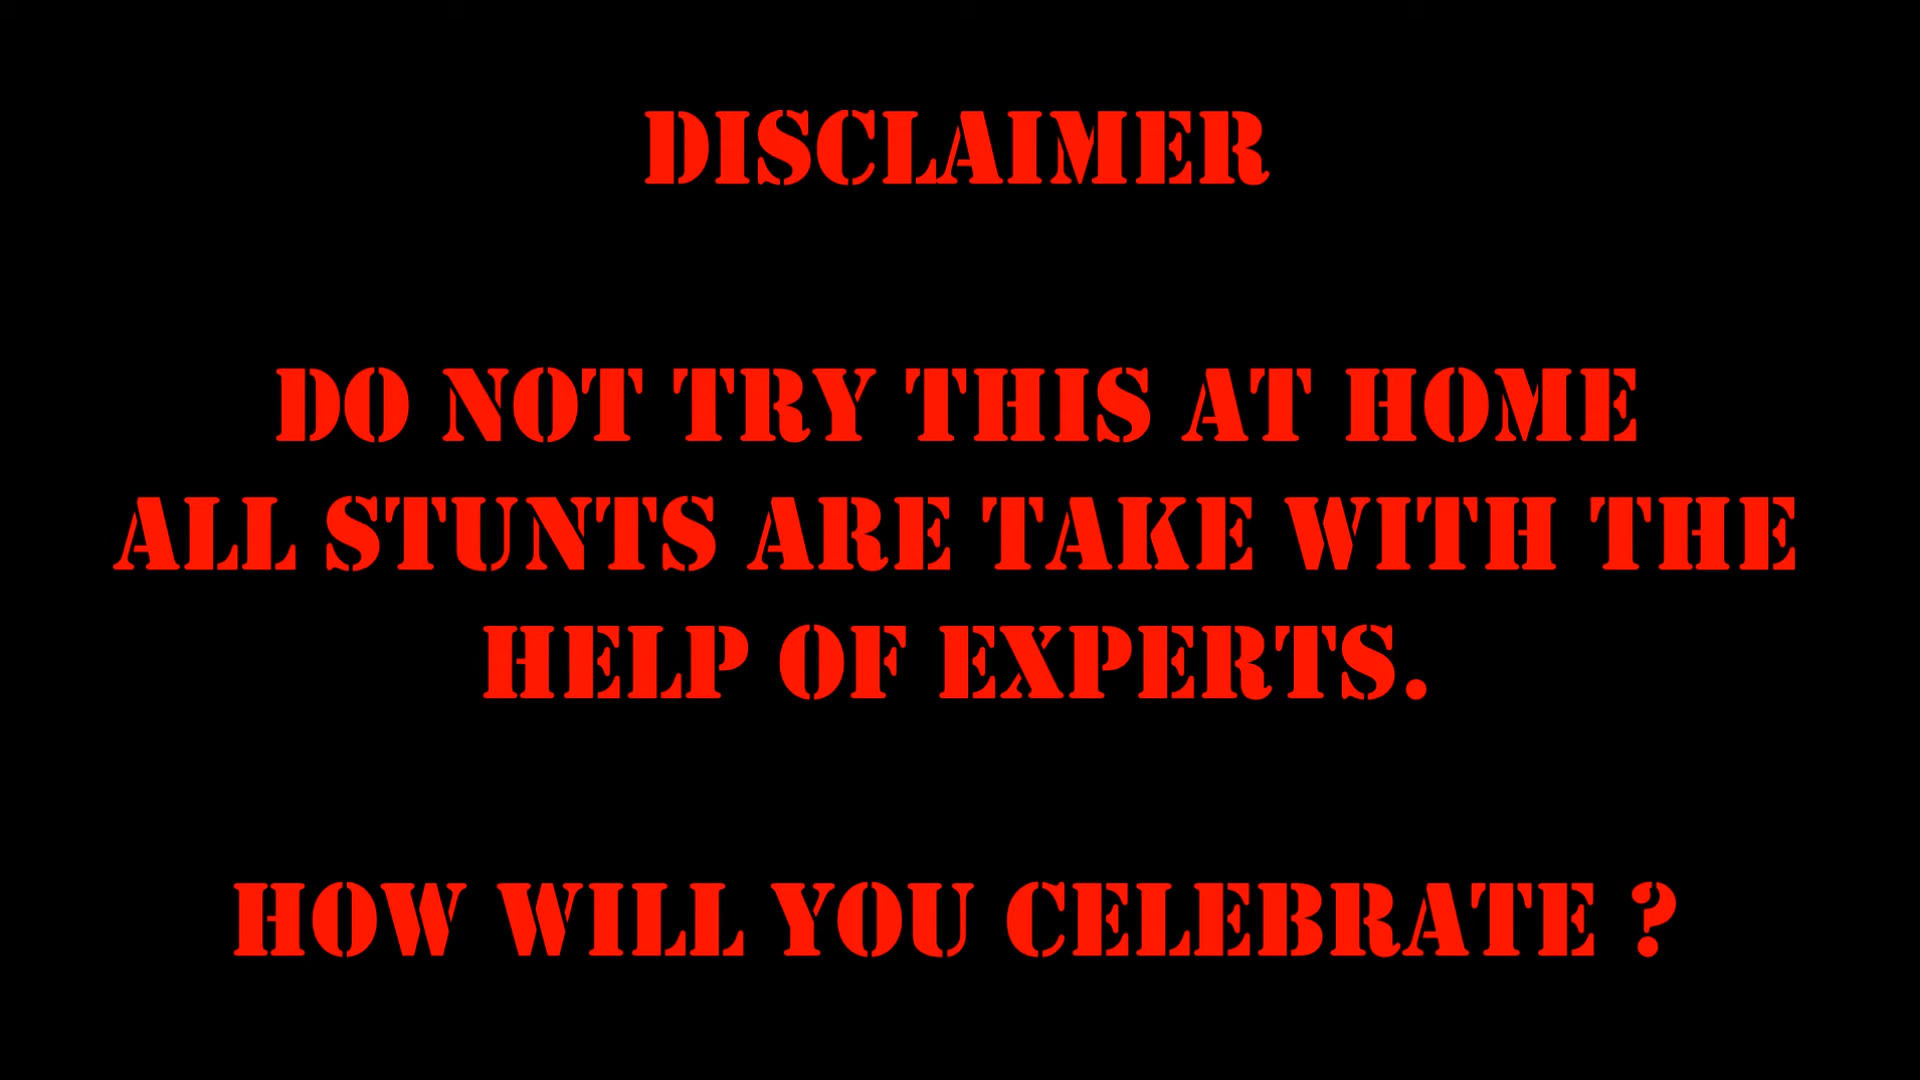 DISCLAIMER
DO NOT TRY THIS AT HOME
ALL STUNTS ARE TAKE WITH THE
HELP OF EXPERTS.
HOW WILL YOU CELEBRATE ?